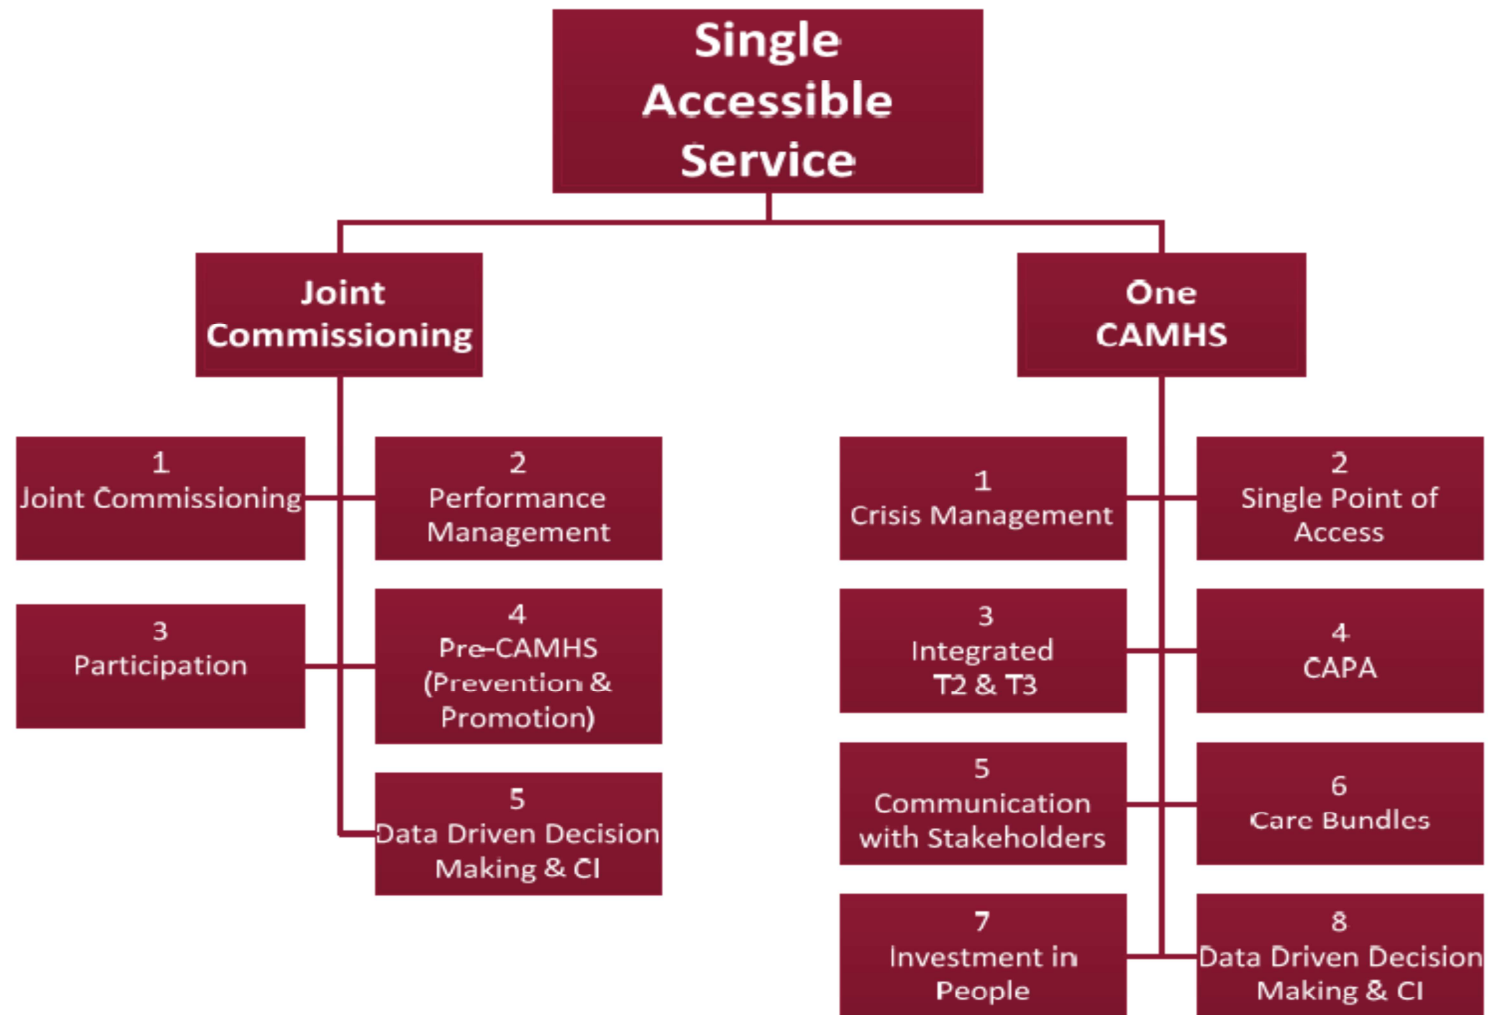 Single
Accessible
Service
Joint
Commissioning
One
CAMHS
1
Joint Commissioning
2
Performance
Management
3
Participation
4
Pre-CAMHS
(Prevention &
Promotion)
5
Data Driven Decision
Making & CI
1
Crisis Management
2
Single Point of
Access
3
Integrated
T2 & T3
4
CAPA
5
Communication
with Stakeholders
6
Care Bundles
7
Investment in
People
8
Data Driven Decision
Making & CI